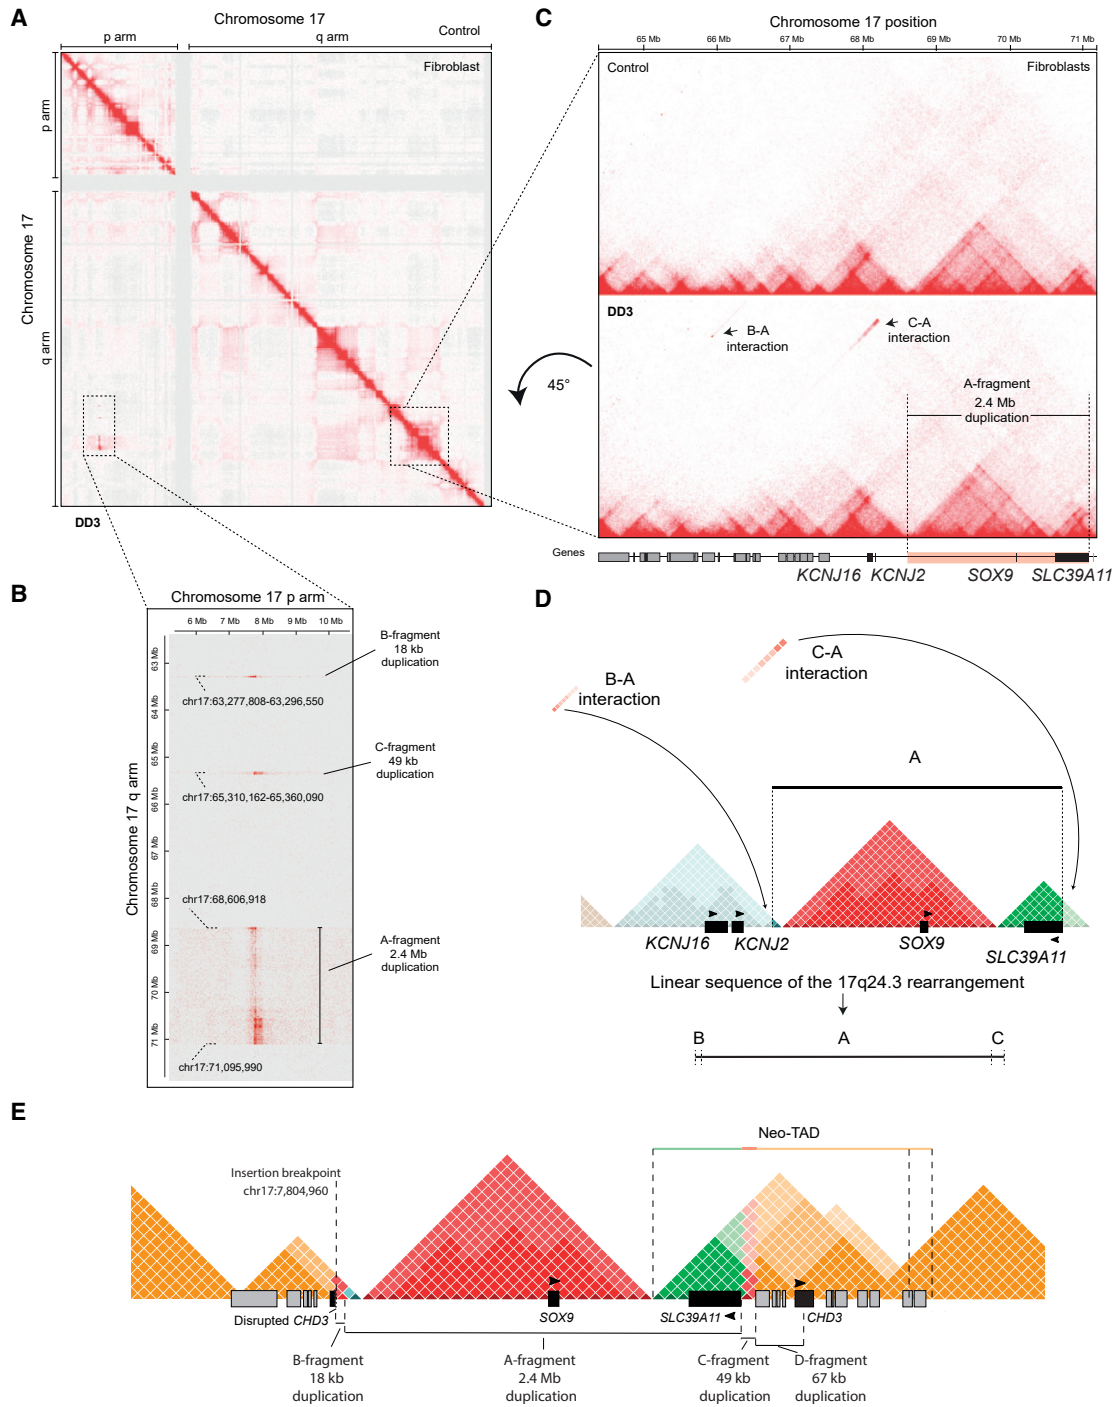 A
Chromosome 17
p arm
q arm
Control
Fibroblast
p arm
Chromosome 17
q arm
DD3
45°
C
Chromosome 17 position
65 Mb
66 Mb
67 Mb
68 Mb
69 Mb
70 Mb
71 Mb
Control
Fibroblasts
DD3
B-A
interaction
C-A
interaction
A-fragment
2.4 Mb
duplication
Genes
KCNJ16
KCNJ2
SOX9
SLC39A11
B
Chromosome 17 p arm
6 Mb
7 Mb
8 Mb
9 Mb
10 Mb
Chromosome 17 q arm
63 Mb
64 Mb
65 Mb
66 Mb
67 Mb
68 Mb
69 Mb
70 Mb
71 Mb
chr17:63,277,808-63,296,550
chr17:65,310,162-65,360,090
chr17:68,606,918
chr17:71,095,990
B-fragment
18 kb
duplication
C-fragment
49 kb
duplication
A-fragment
2.4 Mb
duplication
D
B-A
interaction
C-A
interaction
A
KCNJ16
KCNJ2
SOX9
SLC39A11
Linear sequence of the 17q24.3 rearrangement
B
A
C
E
Neo-TAD
Insertion breakpoint
chr17:7,804,960
Disrupted CHD3
SOX9
SLC39A11
CHD3
B-fragment
18 kb
duplication
A-fragment
2.4 Mb
duplication
C-fragment
49 kb
duplication
D-fragment
67 kb
duplication